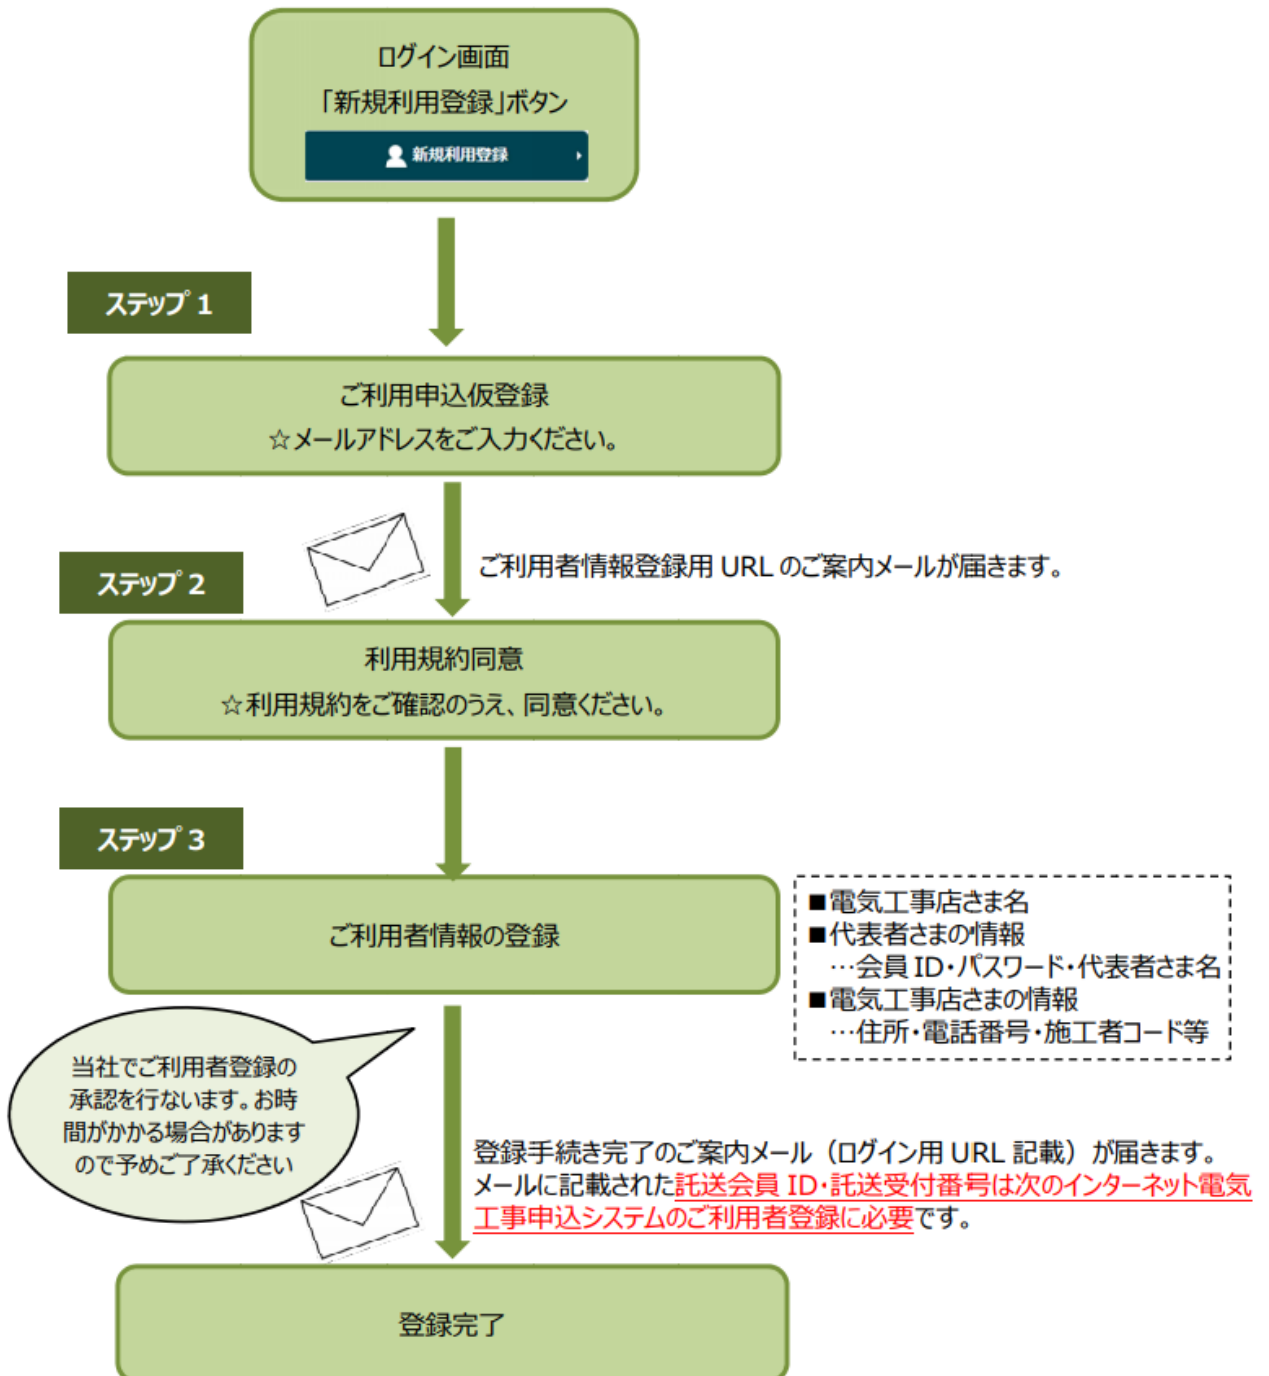 ログイン画面
「新規利用登録」ボタン
新規利用登録
ステップ 1
ご利用申込仮登録
☆メールアドレスをご入力ください。
ご利用者情報登録用 URL のご案内メールが届きます。
ステップ 2
利用規約同意
☆利用規約をご確認のうえ、同意ください。
ステップ 3
ご利用者情報の登録
■電気工事店さま名
■代表者さまの情報
…会員 ID・パスワード・代表者さま名
■電気工事店さまの情報
…住所・電話番号・施工者コード等
当社でご利用者登録の
承認を行ないます。お時
間がかかる場合があります
ので予めご了承ください
登録手続き完了のご案内メール（ログイン用 URL 記載）が届きます。
メールに記載された託送会員 ID・託送受付番号は次のインターネット電気
工事申込システムのご利用者登録に必要です。
登録完了